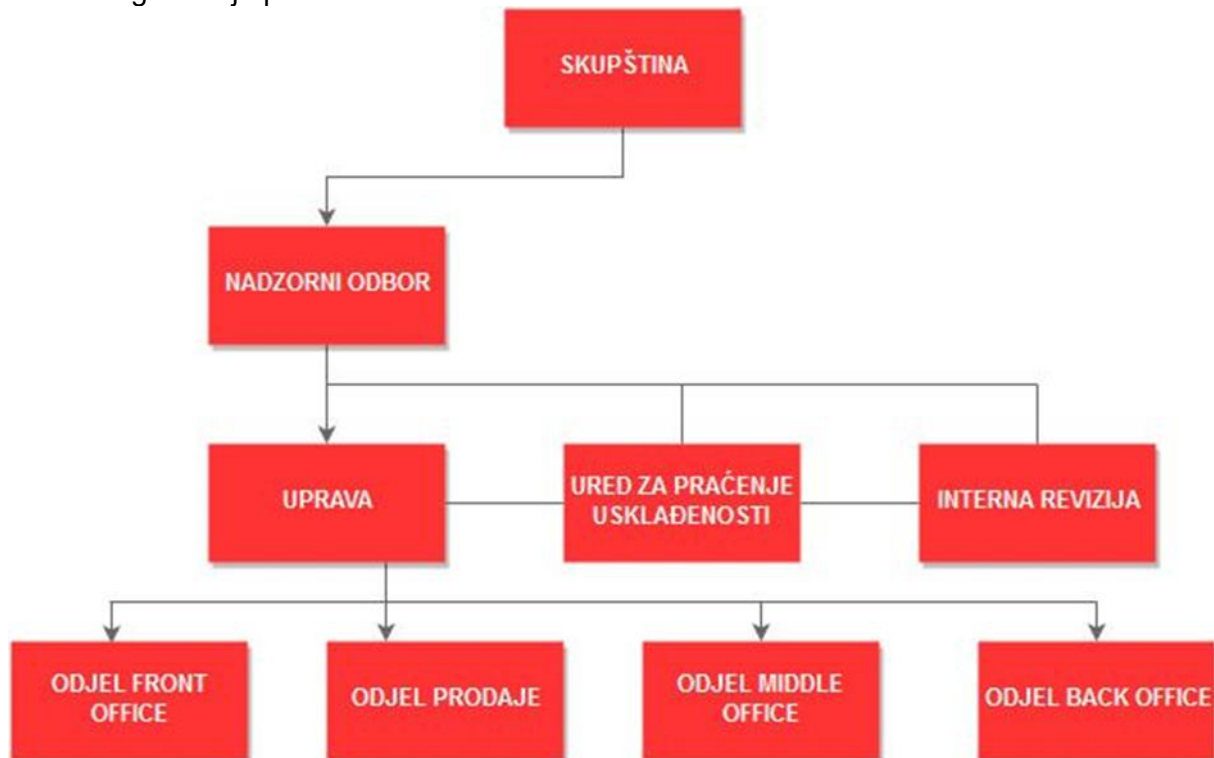 SKUPŠTINA
NADZORNI ODBOR
UPRAVA
URED ZA PRAĆENJE
USKLAĐENOSTI
INTERNA REVIZIJA
ODJEL FRONT
OFFICE
ODJEL PRODAJE
ODJEL MIDDLE
OFFICE
ODJEL BACK OFFICE